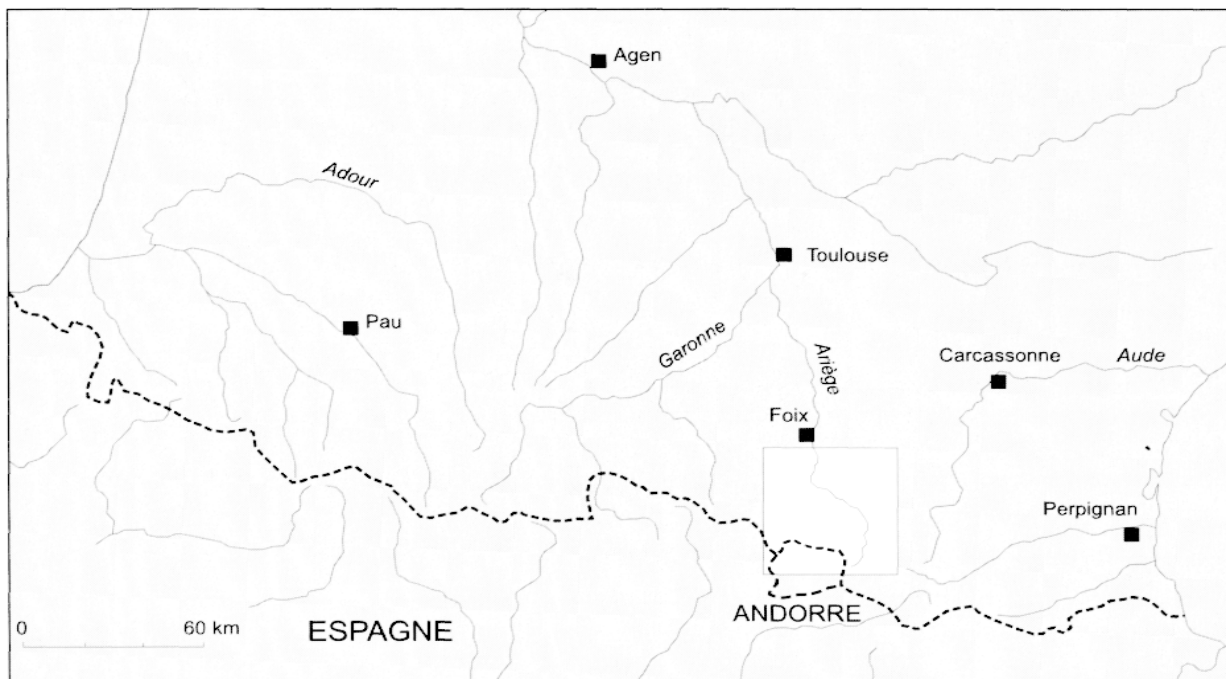 Agen
Adour
Toulouse
Pau
Garonne
Ariège
Carcassonne
Aude
Foix
Perpignan
ANDORRE
0
60 km
ESPAGNE